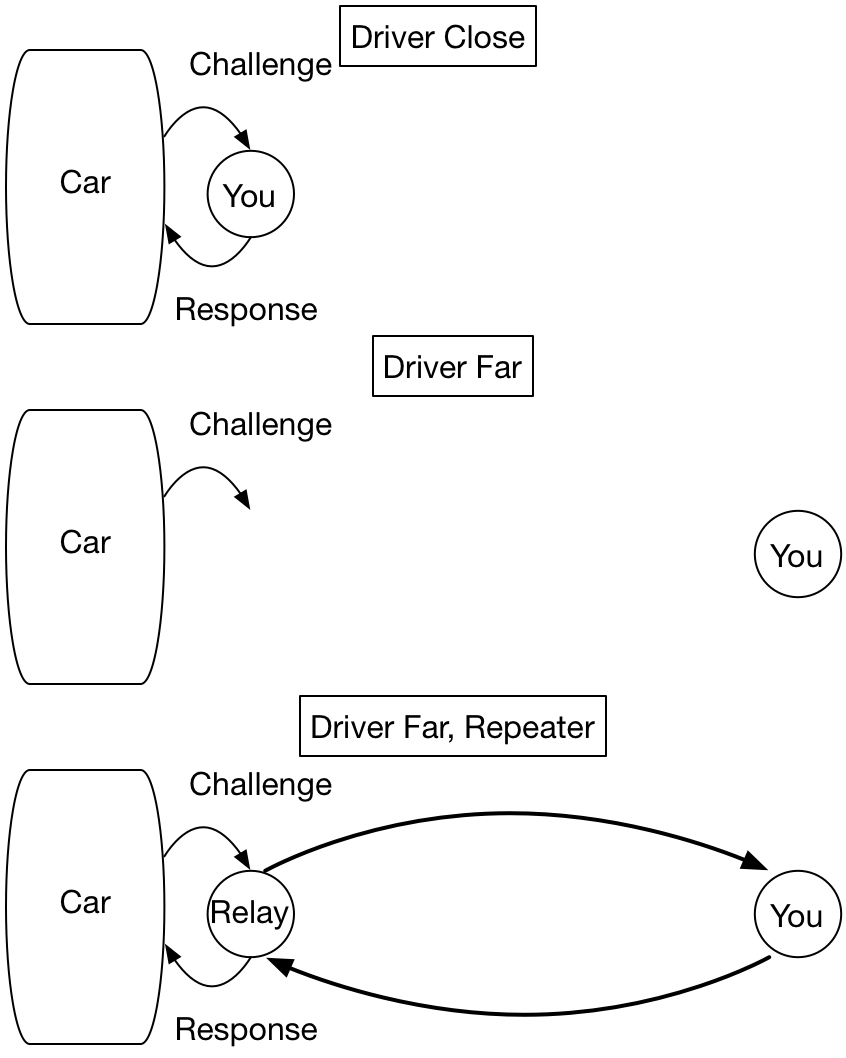 Driver Close
Challenge
Car
You
Response
Driver Far
Challenge
Car
You
Driver Far, Repeater
Challenge
Car
Relay
You
Response